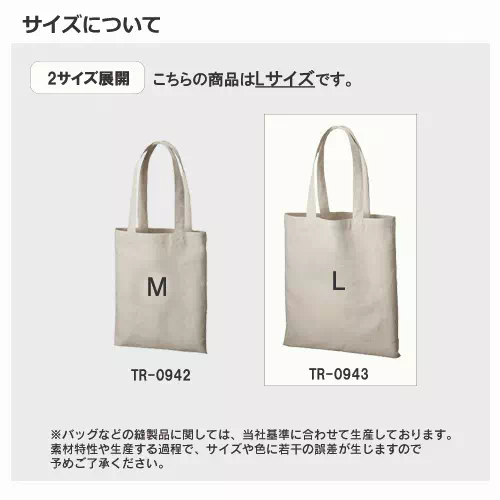 サイズについて
2サイズ展開
こちらの商品はLサイズです。
M
L
TR-0942
TR-0943
※バッグなどの縫製品に関しては、当社基準に合わせて生産しております。
素材特性や生産する過程で、サイズや色に若干の誤差が生じますので
予めご了承ください。